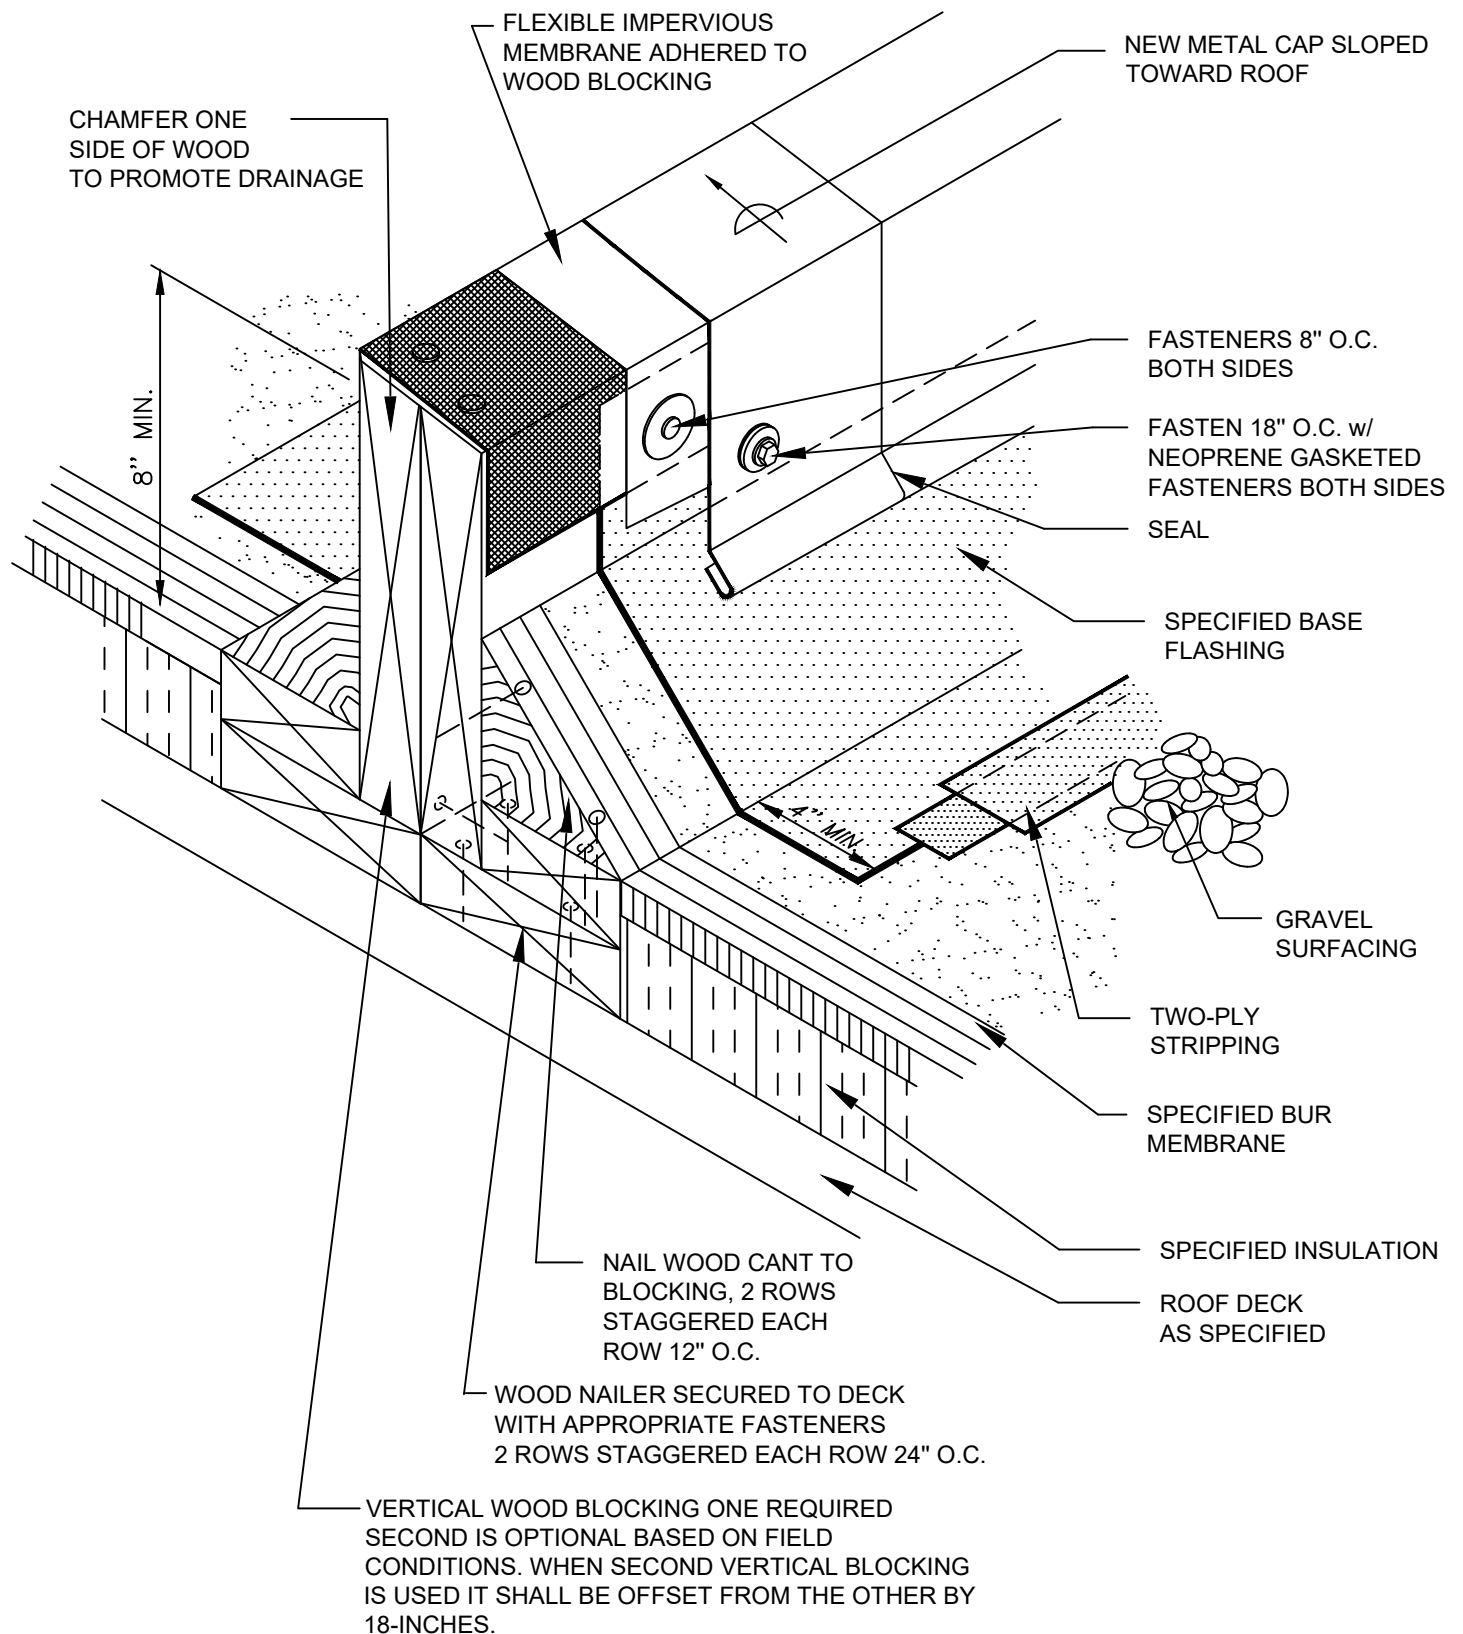 FLEXIBLE IMPERVIOUS
MEMBRANE ADHERED TO
WOOD BLOCKING
NEW METAL CAP SLOPED
TOWARD ROOF
CHAMFER ONE
SIDE OF WOOD
TO PROMOTE DRAINAGE
8" MIN.
FASTENERS 8" O.C.
BOTH SIDES
FASTEN 18" O.C. w/
NEOPRENE GASKETED
FASTENERS BOTH SIDES
SEAL
SPECIFIED BASE
FLASHING
4" MIN.
GRAVEL
SURFACING
TWO-PLY
STRIPPING
SPECIFIED BUR
MEMBRANE
SPECIFIED INSULATION
ROOF DECK
AS SPECIFIED
NAIL WOOD CANT TO
BLOCKING, 2 ROWS
STAGGERED EACH
ROW 12" O.C.
WOOD NAILER SECURED TO DECK
WITH APPROPRIATE FASTENERS
2 ROWS STAGGERED EACH ROW 24" O.C.
VERTICAL WOOD BLOCKING ONE REQUIRED
SECOND IS OPTIONAL BASED ON FIELD
CONDITIONS. WHEN SECOND VERTICAL BLOCKING
IS USED IT SHALL BE OFFSET FROM THE OTHER BY
18-INCHES.